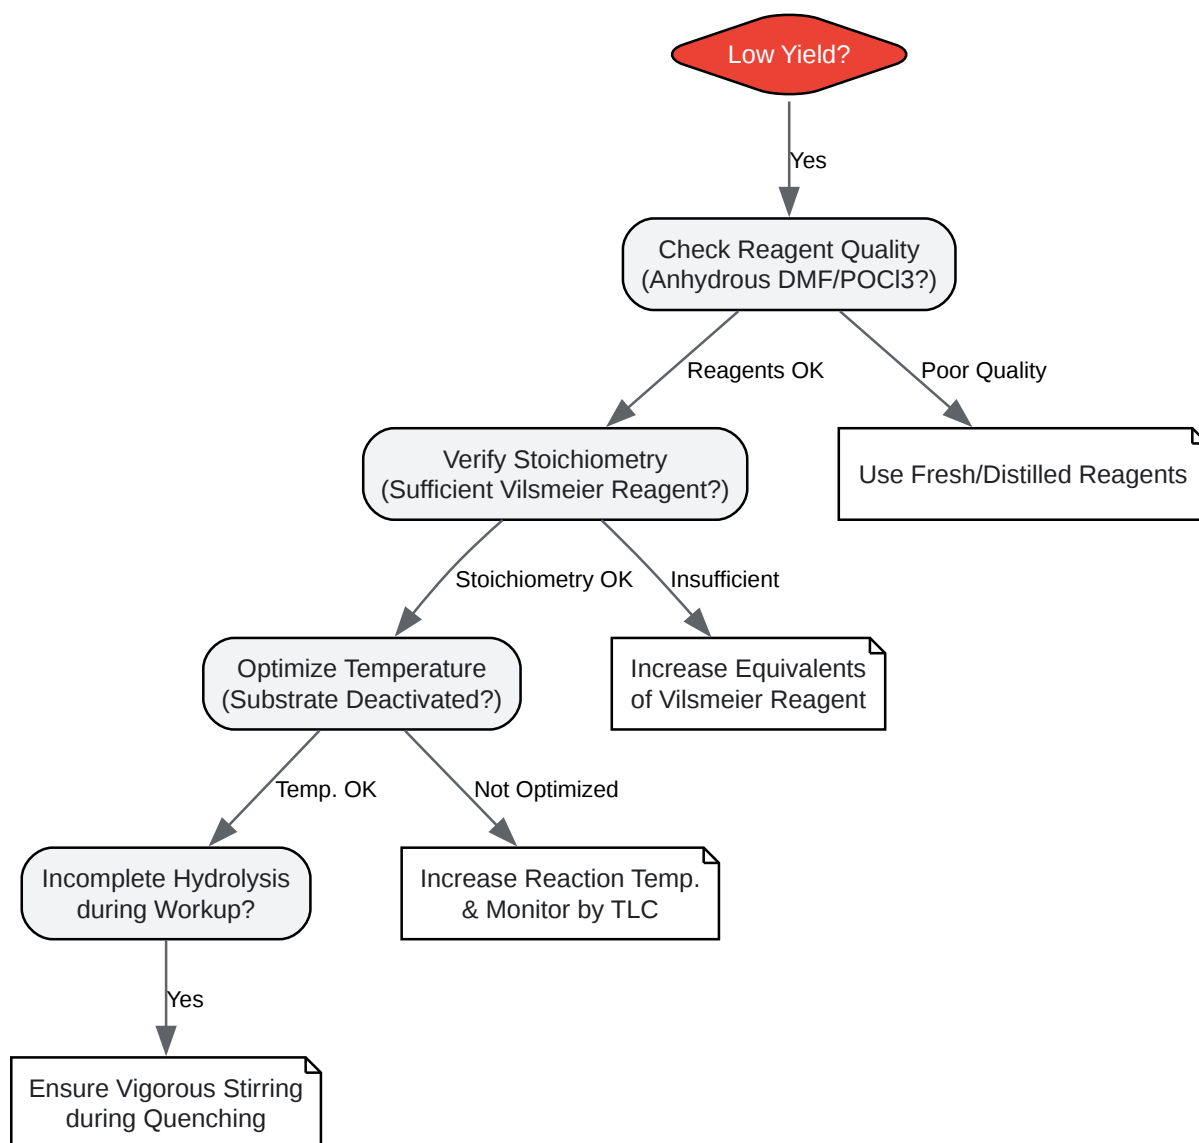 Low Yield?
Yes
Check Reagent Quality
(Anhydrous DMF/POCl3?)
Reagents OK
Poor Quality
Verify Stoichiometry
(Sufficient Vilsmeier Reagent?)
Use Fresh/Distilled Reagents
Stoichiometry OK
Insufficient
Optimize Temperature
(Substrate Deactivated?)
Increase Equivalents
of Vilsmeier Reagent
Temp. OK
Not Optimized
Incomplete Hydrolysis
during Workup?
Increase Reaction Temp.
& Monitor by TLC
Yes
Ensure Vigorous Stirring
during Quenching